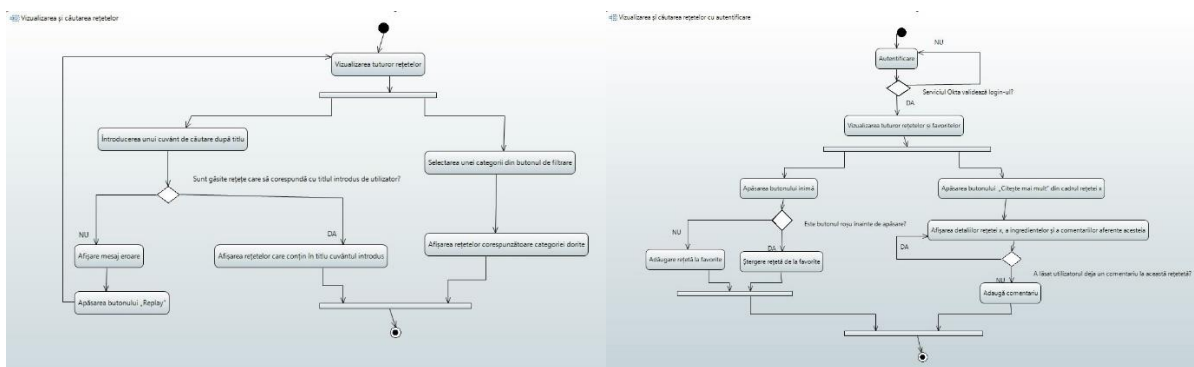 Vizualizarea și căutarea rețetelor
Vizualizarea tuturor rețetelor
Întroducerea unui cuvânt de căutare după titlu
Selectarea unei categorii din butonul de filtrare
Sunt găsite rețete care să corespundă cu titlul introdus de utilizator?
NU
DA
Afișare mesaj eroare
Afișarea rețetelor care conțin în titlu cuvântul introdus
Afișarea rețetelor corespunzătoare categoriei dorite
Apăsarea butonului „Replay”
Vizualizarea și căutarea rețetelor cu autentificare
NU
Autentificare
Serviciul Okta validează login-ul?
DA
Vizualizarea tuturor rețetelor și favoritelor
Apăsarea butonului inimă
Apăsarea butonului „Citește mai mult” din cadrul rețetei x
Este butonul roșu înainte de apăsare?
Afișarea detaliilor rețetei x, a ingredientelor și a comentariilor aferente acesteia
NU
DA
DA
Adăugare rețetă la favorite
Ștergere rețetă de la favorite
A lăsat utilizatorul deja un comentariu la această rețetetă?
NU
Adaugă comentariu